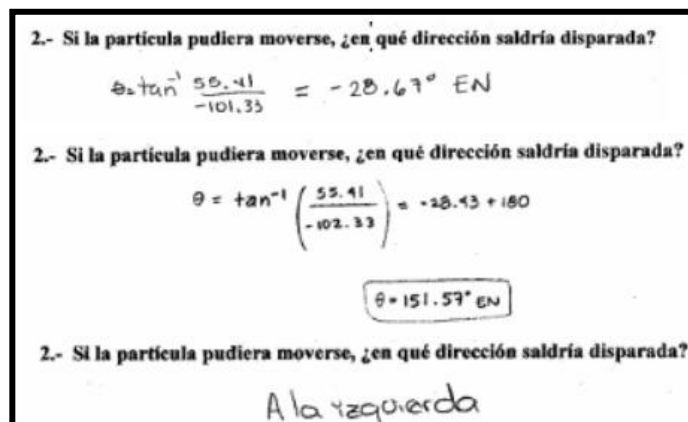 2.- Si la partícula pudiera moverse, ¿en qué dirección saldría disparada?
θ= tan⁻¹ 55.41/-101.33 = -28.67° EN
2.- Si la partícula pudiera moverse, ¿en qué dirección saldría disparada?
θ = tan⁻¹ (55.41/-102.33) = -28.43 + 180
θ = 151.57° EN
2.- Si la partícula pudiera moverse, ¿en qué dirección saldría disparada?
A la izquierda